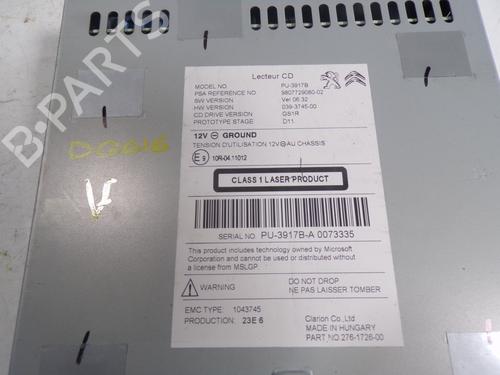 B-PARTS
Lecteur CD
MODEL NO PU-3917B
PSA REFERENCE NO 9807729080-02
SW VERSION Vel 06.32
HW VERSION 039-3745-00
CD DRIVE VERSION GS1R
PROTOTYPE STAGE D11
12V ⊖ GROUND
TENSION D'UTILISATION 12V⊖AU CHASSIS
E9 10R-04.11012
CLASS 1 LASER PRODUCT
SERIAL NO. PU-3917B-A 0073335
This product includes technology owned by Microsoft
Corporation and cannot be used or distributed without
a license from MSLGP.
WARNING
DO NOT DROP
NE PAS LAISSER TOMBER
EMC TYPE 1043745
PRODUCTION: 23E 6
Clarion Co.,Ltd
MADE IN HUNGARY
PART NO 276-1726-00